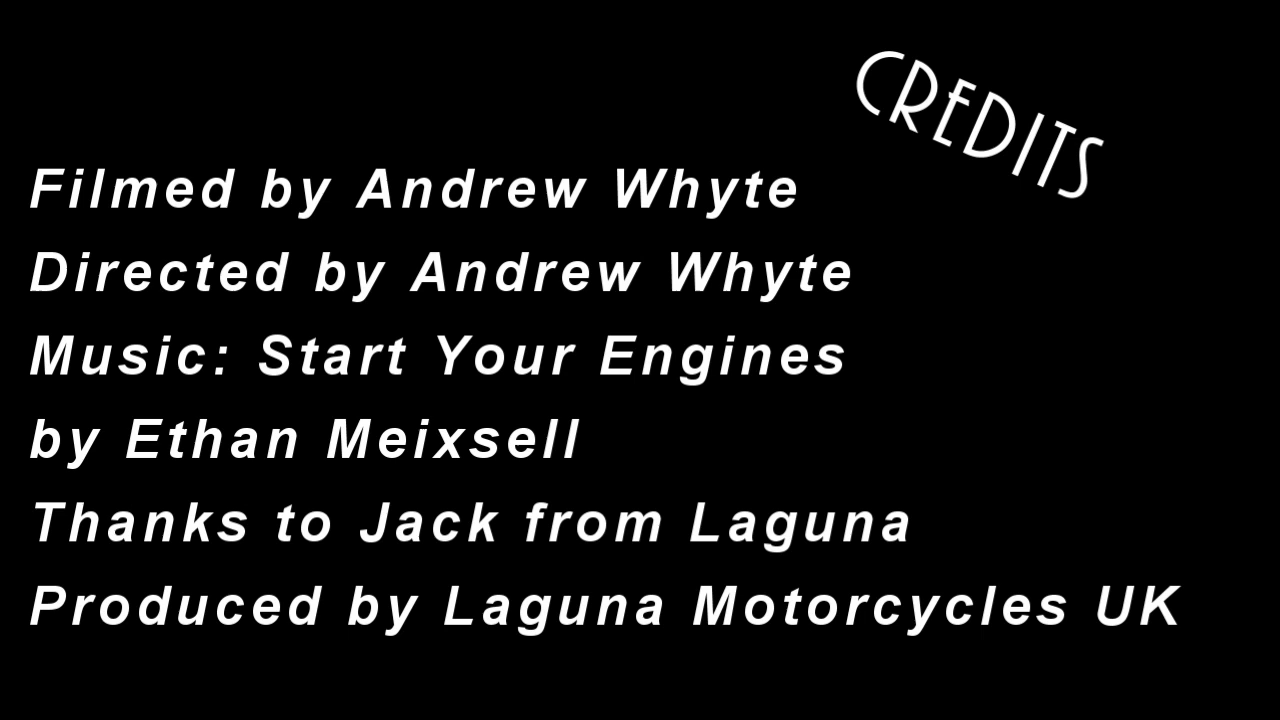 CREDITS
Filmed by Andrew Whyte
Directed by Andrew Whyte
Music: Start Your Engines
by Ethan Meixsell
Thanks to Jack from Laguna
Produced by Laguna Motorcycles UK